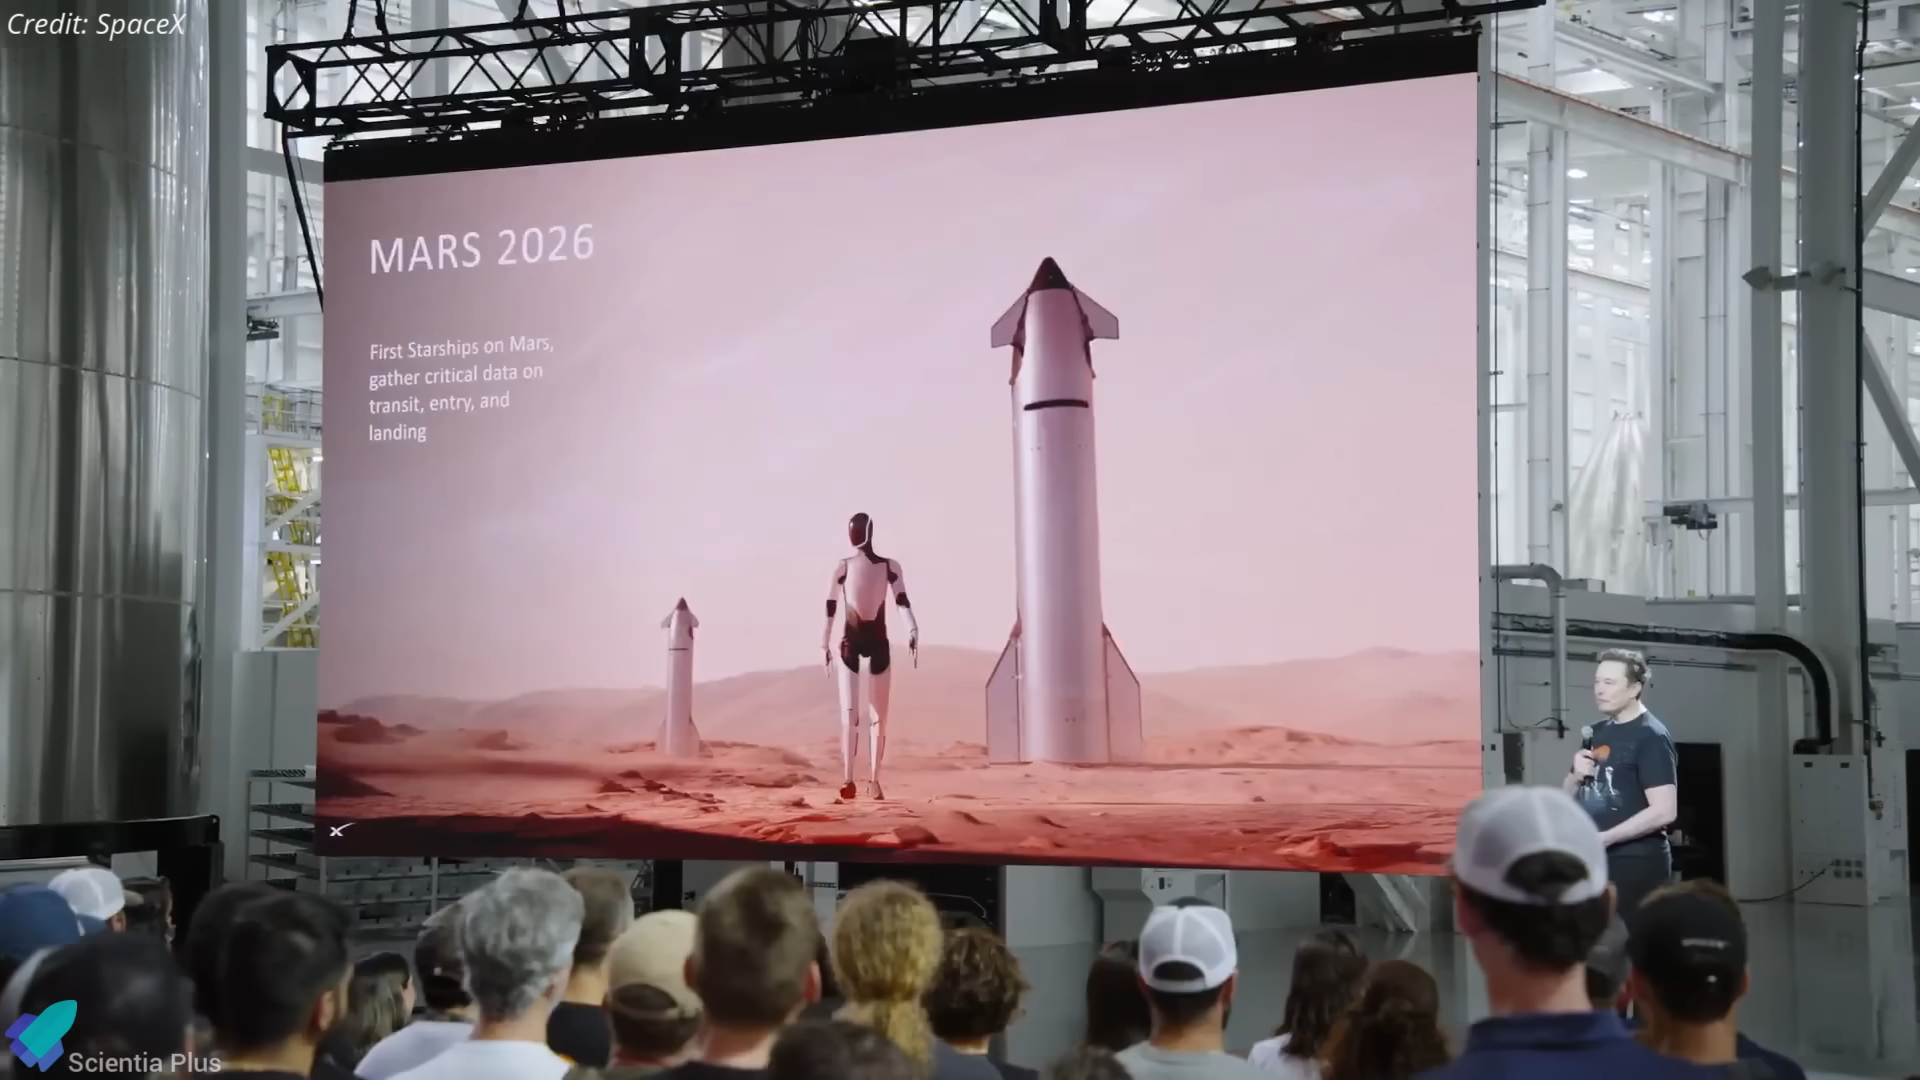 Credit: SpaceX
MARS 2026
First Starships on Mars,
gather critical data on
transit, entry, and
landing
Scientia Plus